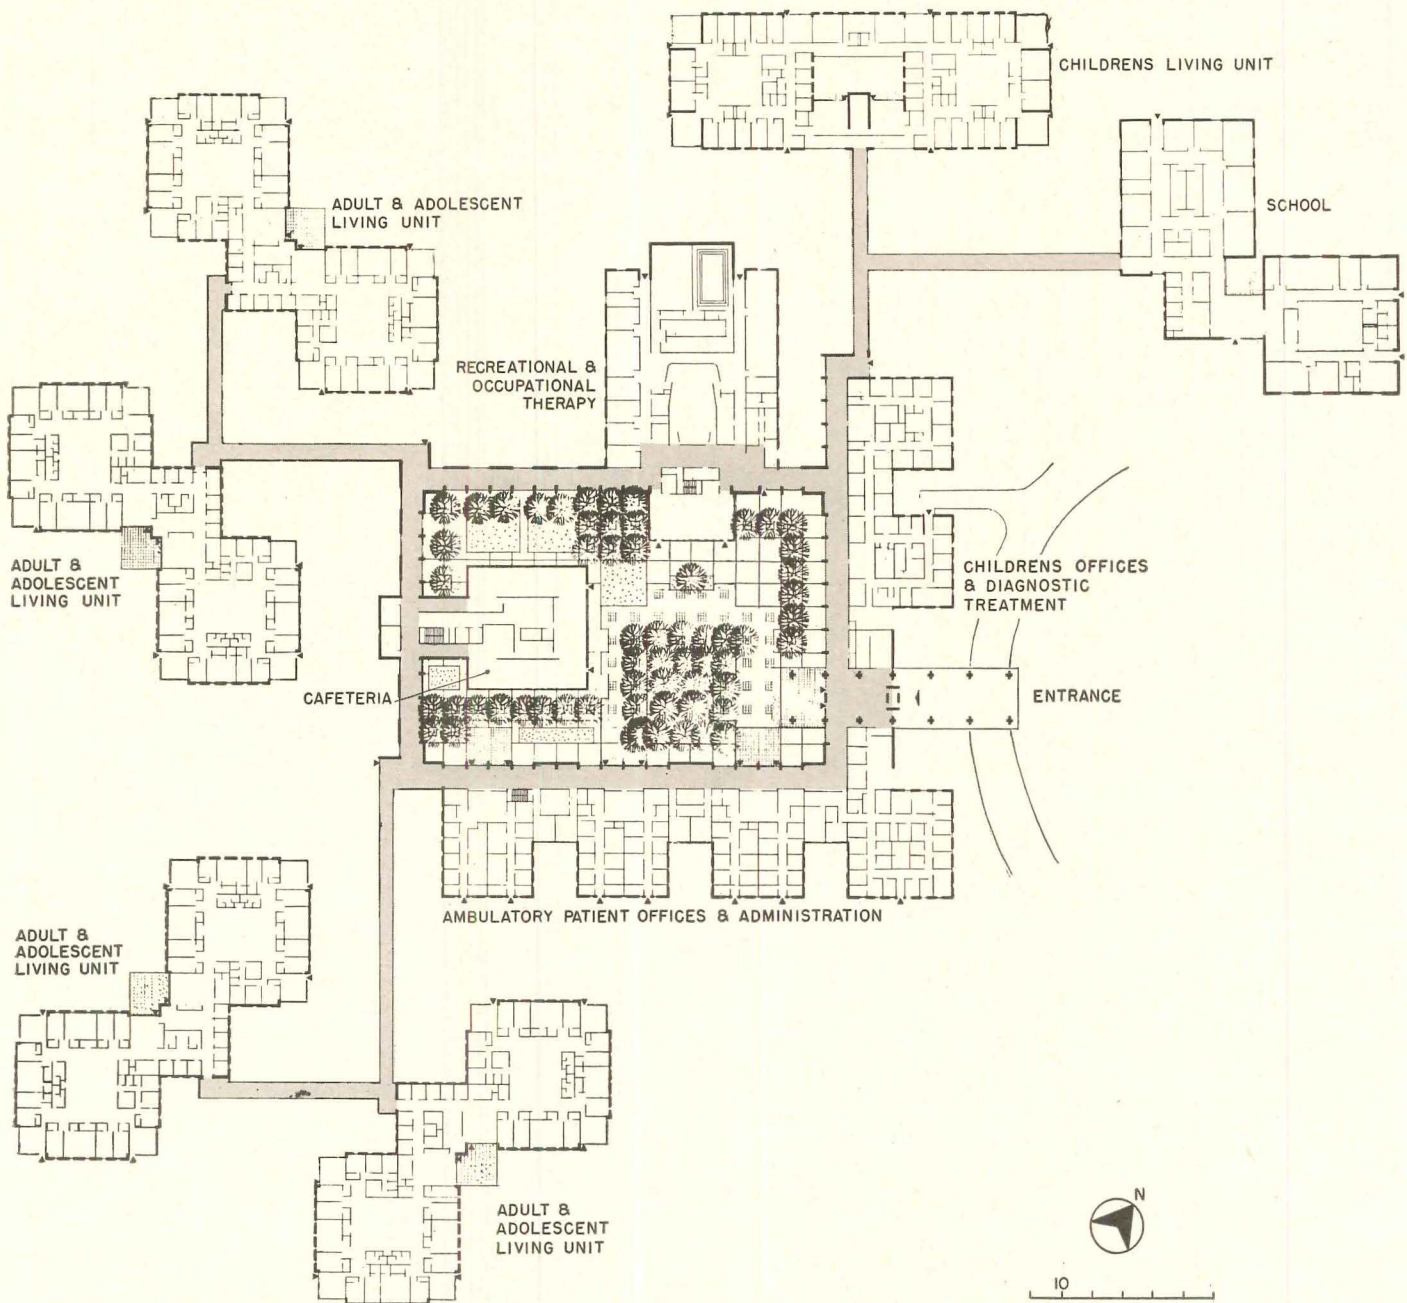 CHILDRENS LIVING UNIT
SCHOOL
ADULT & ADOLESCENT
LIVING UNIT
RECREATIONAL &
OCCUPATIONAL
THERAPY
ADULT &
ADOLESCENT
LIVING UNIT
CHILDRENS OFFICES
& DIAGNOSTIC
TREATMENT
CAFETERIA
ENTRANCE
AMBULATORY PATIENT OFFICES & ADMINISTRATION
ADULT &
ADOLESCENT
LIVING UNIT
ADULT &
ADOLESCENT
LIVING UNIT
N
10